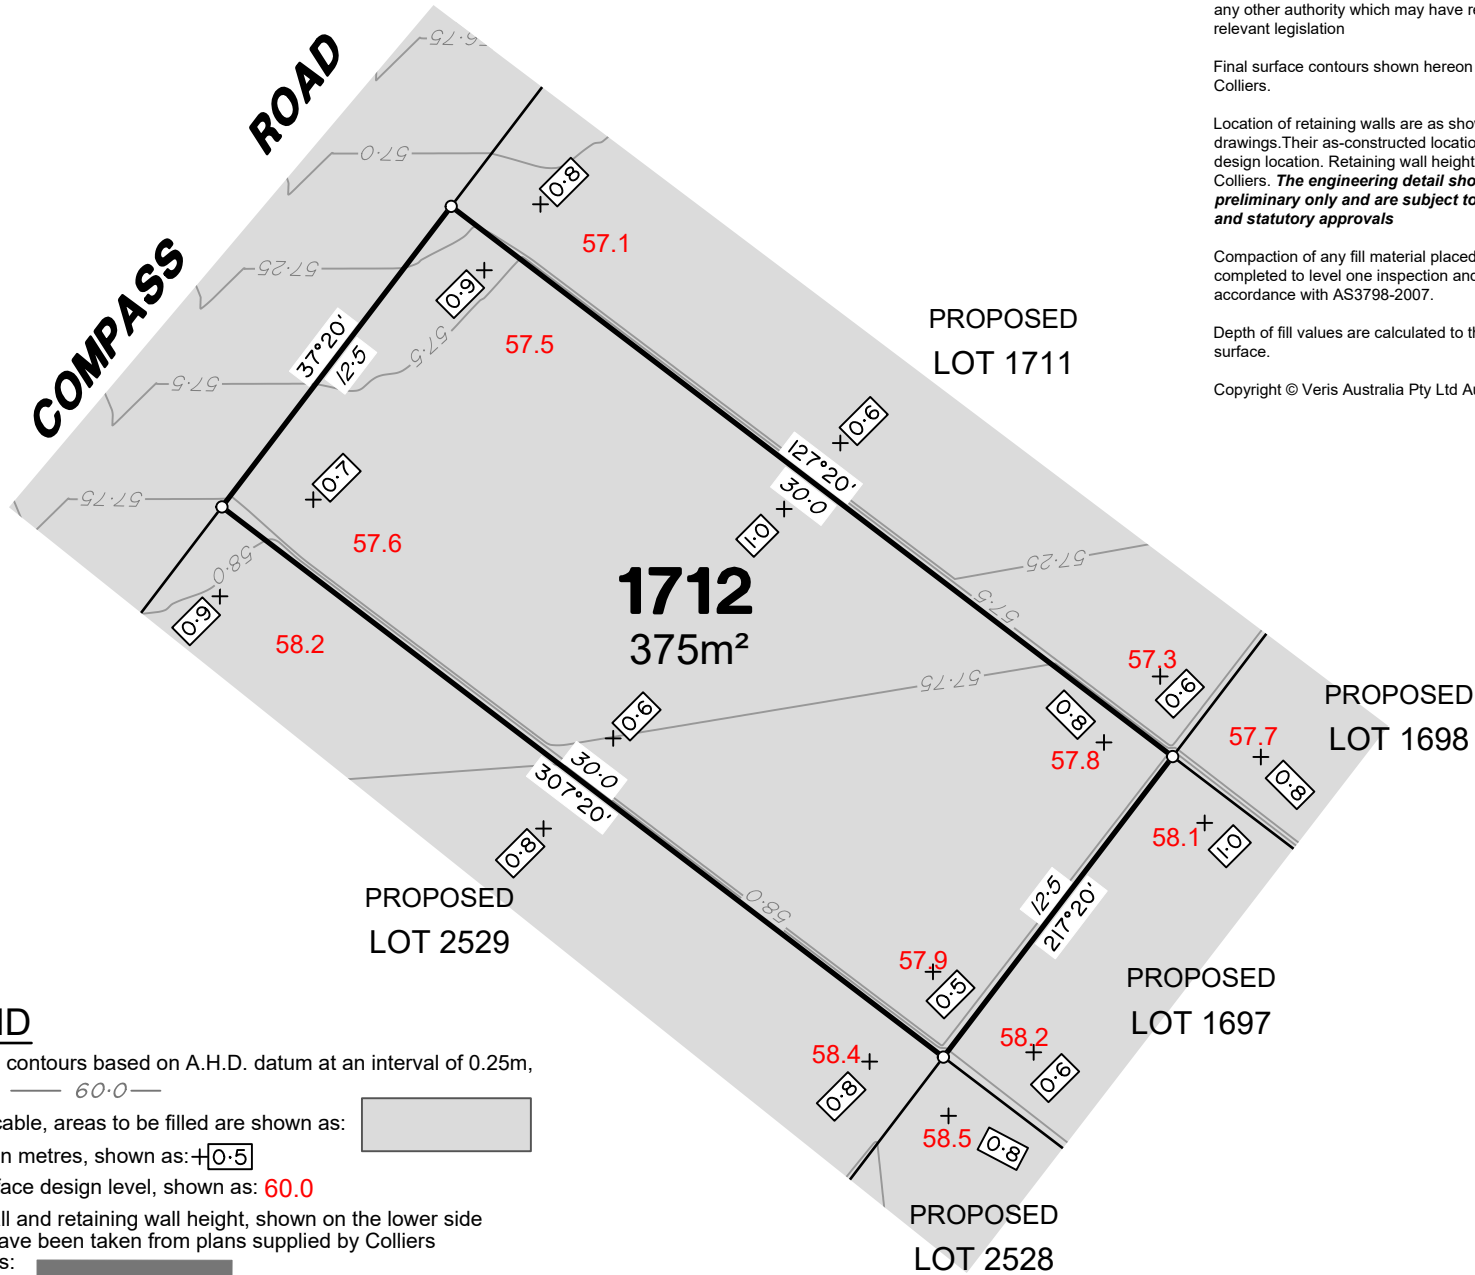 any other authority which may have re
relevant legislation
Final surface contours shown hereon
Colliers.
Location of retaining walls are as sho
drawings.Their as-constructed locatio
design location. Retaining wall height
Colliers. The engineering detail sho
preliminary only and are subject to
and statutory approvals
Compaction of any fill material placed
completed to level one inspection and
accordance with AS3798-2007.
Depth of fill values are calculated to th
surface.
Copyright © Veris Australia Pty Ltd Au
COMPASS ROAD
56·75
57·0
57·25
57·5
57·75
57·5
58·0
37°20'
12·5
0·8
57.1
0·9
57.5
0·7
57.6
0·9
58.2
PROPOSED
LOT 1711
0·6
127°20'
30·0
1·0
1712
375m²
57·25
57·5
57·75
57.3
0·6
0·8
57.8
PROPOSED
LOT 1698
57.7
0·8
58.1
1·0
0·6
30·0
307°20'
0·8
PROPOSED
LOT 2529
58·0
12·5
217°20'
57.9
0·5
PROPOSED
LOT 1697
58.2
0·6
58.4
0·8
58.5
0·8
PROPOSED
LOT 2528
ND
contours based on A.H.D. datum at an interval of 0.25m,
60·0
cable, areas to be filled are shown as:
n metres, shown as: 0·5
face design level, shown as: 60.0
ll and retaining wall height, shown on the lower side
ave been taken from plans supplied by Colliers
s: